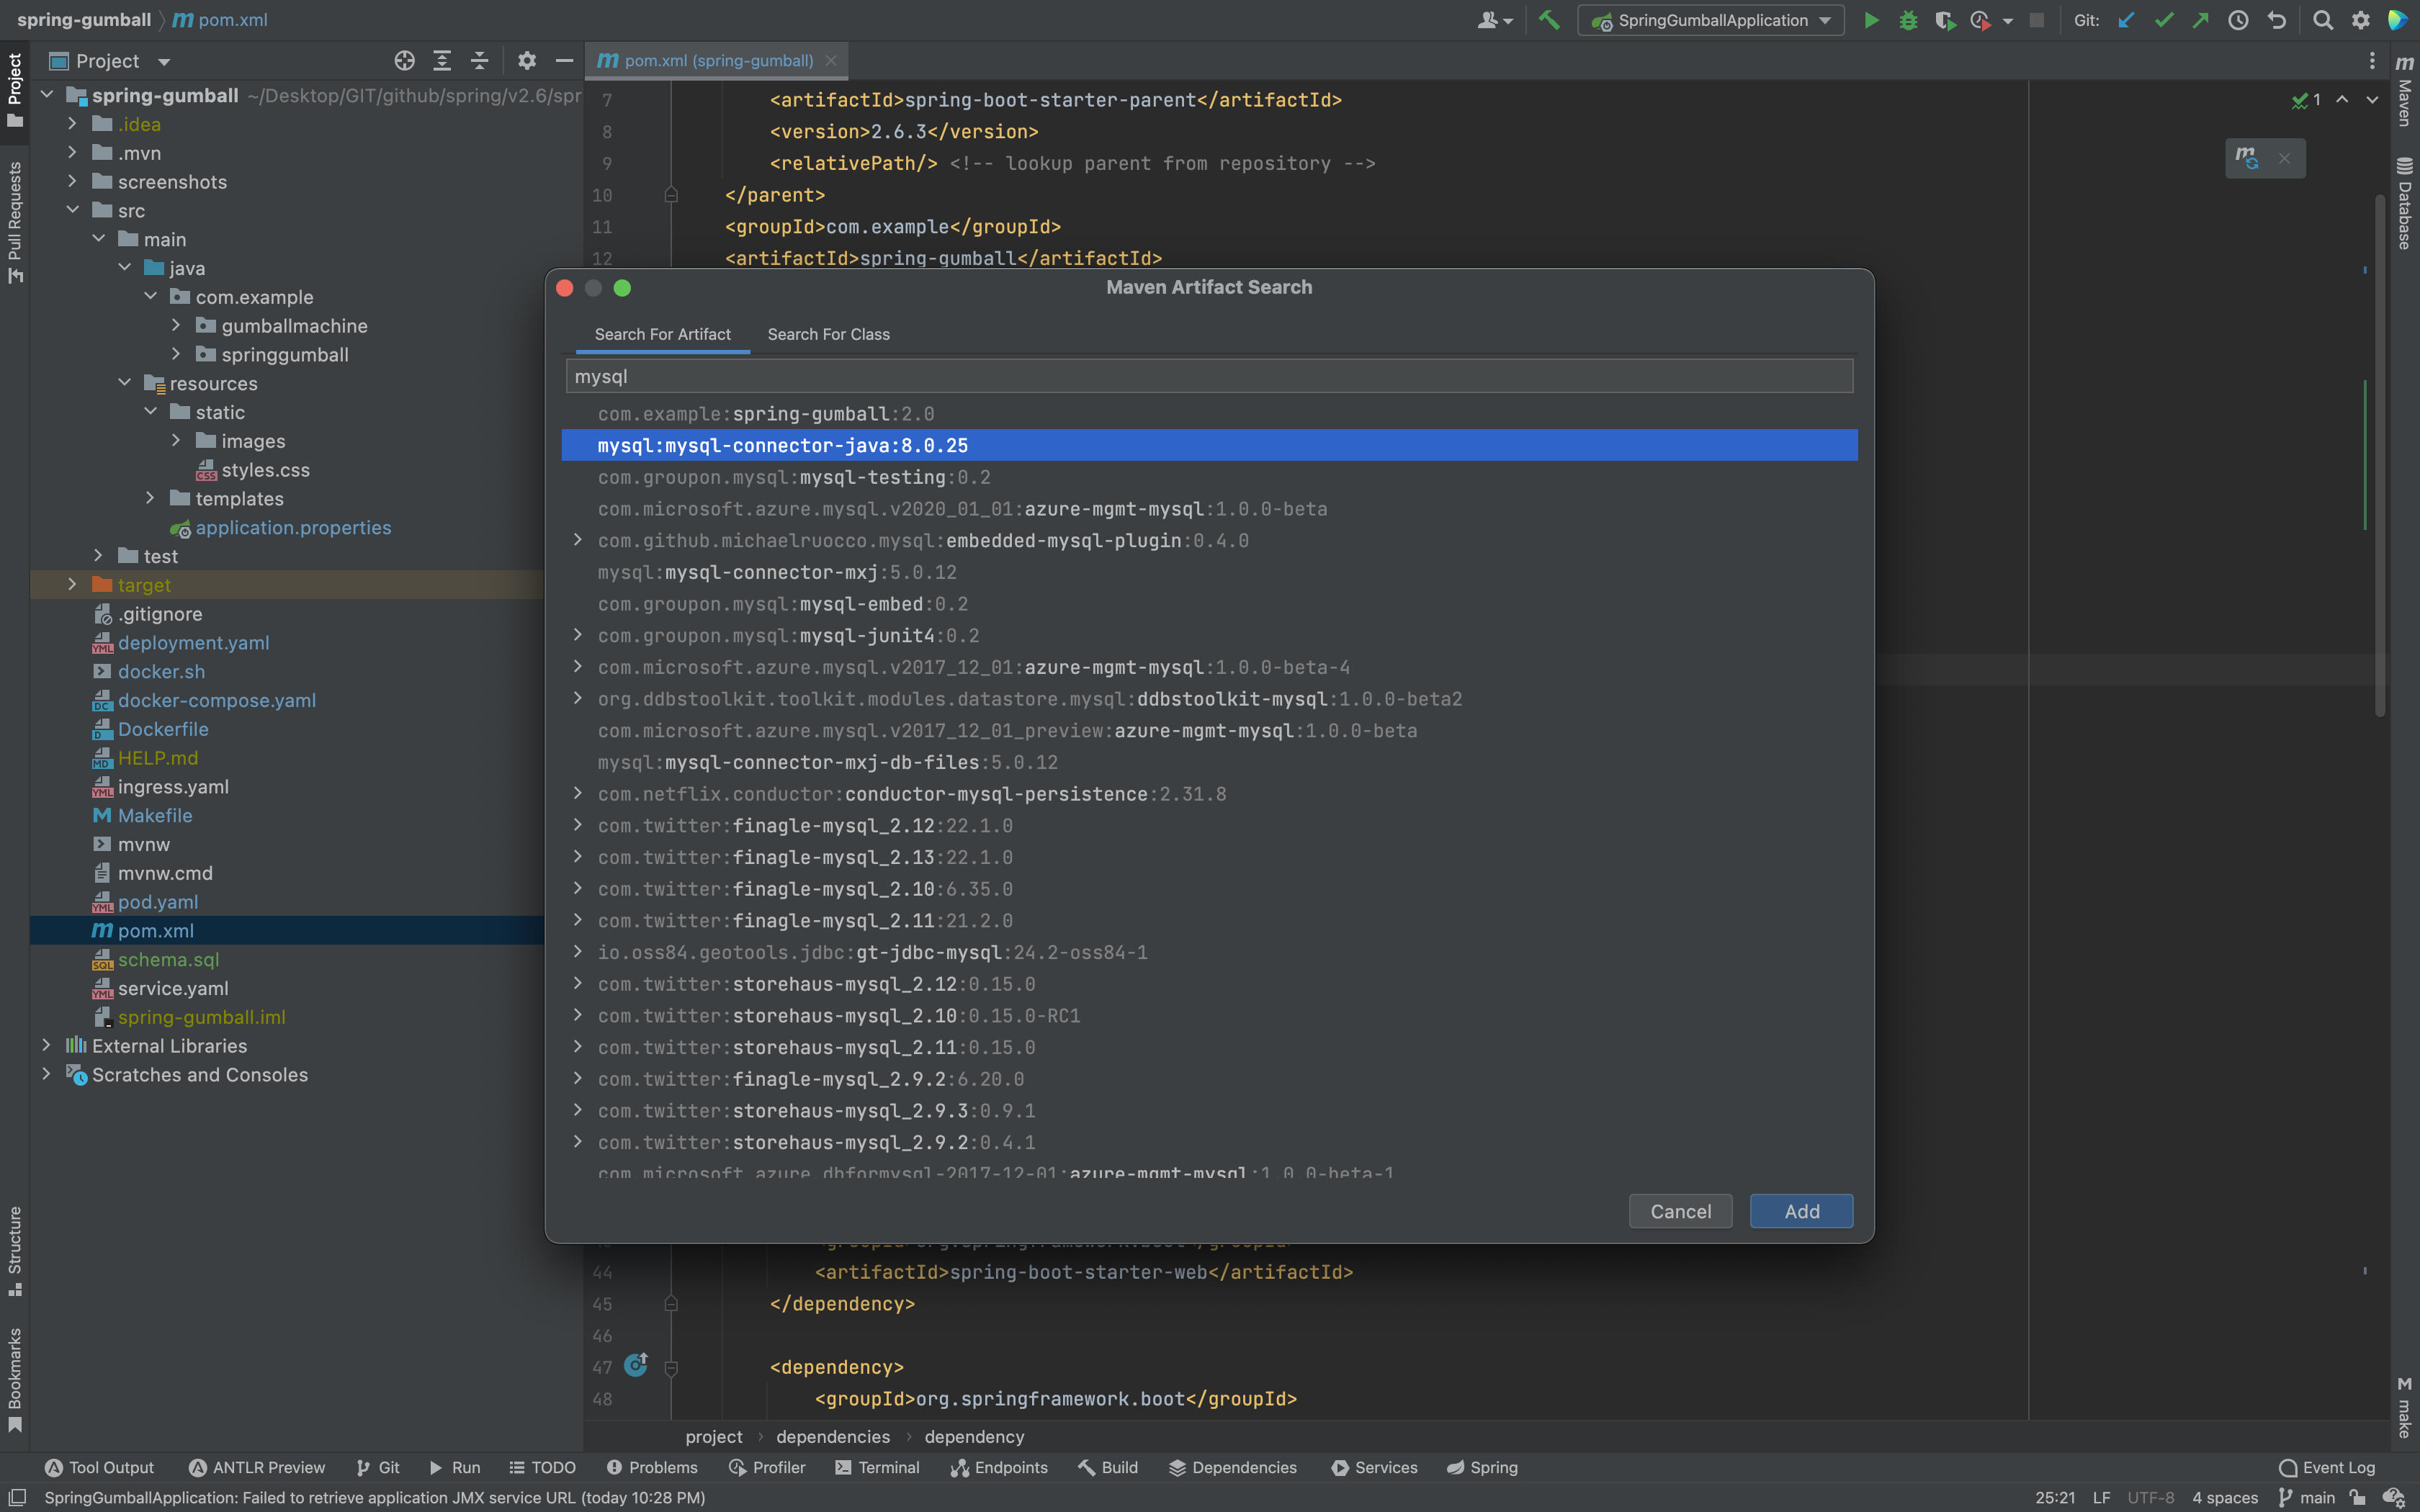 spring-gumball
pom.xml
SpringGumballApplication
Git:
Project
Pull Requests
Structure
Bookmarks
Project
spring-gumball ~/Desktop/GIT/github/spring/v2.6/spr
.idea
.mvn
screenshots
src
main
java
com.example
gumballmachine
springgumball
resources
static
images
styles.css
templates
application.properties
test
target
.gitignore
deployment.yaml
docker.sh
docker-compose.yaml
Dockerfile
HELP.md
ingress.yaml
Makefile
mvnw
mvnw.cmd
pod.yaml
pom.xml
schema.sql
service.yaml
spring-gumball.iml
External Libraries
Scratches and Consoles
pom.xml (spring-gumball)
1
7 <artifactId>spring-boot-starter-parent</artifactId>
8 <version>2.6.3</version>
9 <relativePath/> <!-- lookup parent from repository -->
10 </parent>
11 <groupId>com.example</groupId>
12 <artifactId>spring-gumball</artifactId>
Maven Artifact Search
Search For Artifact Search For Class
mysql
com.example:spring-gumball:2.0
mysql:mysql-connector-java:8.0.25
com.groupon.mysql:mysql-testing:0.2
com.microsoft.azure.mysql.v2020_01_01:azure-mgmt-mysql:1.0.0-beta
com.github.michaelruocco.mysql:embedded-mysql-plugin:0.4.0
mysql:mysql-connector-mxj:5.0.12
com.groupon.mysql:mysql-embed:0.2
com.groupon.mysql:mysql-junit4:0.2
com.microsoft.azure.mysql.v2017_12_01:azure-mgmt-mysql:1.0.0-beta-4
org.ddbstoolkit.toolkit.modules.datastore.mysql:ddbstoolkit-mysql:1.0.0-beta2
com.microsoft.azure.mysql.v2017_12_01_preview:azure-mgmt-mysql:1.0.0-beta
mysql:mysql-connector-mxj-db-files:5.0.12
com.netflix.conductor:conductor-mysql-persistence:2.31.8
com.twitter:finagle-mysql_2.12:22.1.0
com.twitter:finagle-mysql_2.13:22.1.0
com.twitter:finagle-mysql_2.10:6.35.0
com.twitter:finagle-mysql_2.11:21.2.0
io.oss84.geotools.jdbc:gt-jdbc-mysql:24.2-oss84-1
com.twitter:storehaus-mysql_2.12:0.15.0
com.twitter:storehaus-mysql_2.10:0.15.0-RC1
com.twitter:storehaus-mysql_2.11:0.15.0
com.twitter:finagle-mysql_2.9.2:6.20.0
com.twitter:storehaus-mysql_2.9.3:0.9.1
com.twitter:storehaus-mysql_2.9.2:0.4.1
com.microsoft.azure.dbformysql-2017-12-01:azure-mgmt-mysql:1.0.0-beta-1
Cancel Add
44 <artifactId>spring-boot-starter-web</artifactId>
45 </dependency>
46
47 <dependency>
48 <groupId>org.springframework.boot</groupId>
project dependencies dependency
Maven
Database
make
Tool Output ANTLR Preview Git Run TODO Problems Profiler Terminal Endpoints Build Dependencies Services Spring Event Log
SpringGumballApplication: Failed to retrieve application JMX service URL (today 10:28 PM) 25:21 LF UTF-8 4 spaces main